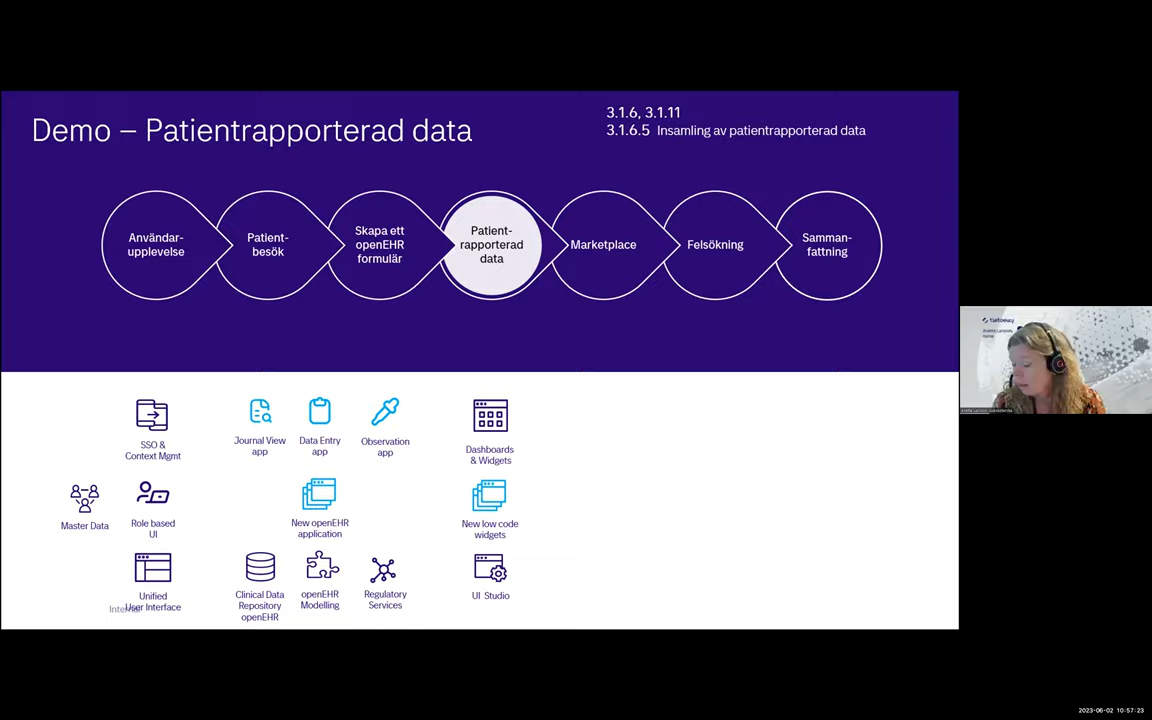 Demo – Patientrapporterad data
3.1.6, 3.1.11
3.1.6.5 Insamling av patientrapporterad data
Användar-
upplevelse
Patient-
besök
Skapa ett
openEHR
formulär
Patient-
rapporterad
data
Marketplace
Felsökning
Samman-
fattning
SSO &
Context Mgmt
Journal View
app
Data Entry
app
Observation
app
Dashboards
& Widgets
Master Data
Role based
UI
New openEHR
application
New low code
widgets
Unified
User Interface
Clinical Data
Repository
openEHR
openEHR
Modelling
Regulatory
Services
UI Studio
Internal
tietoevry
2023-06-02 10:57:23